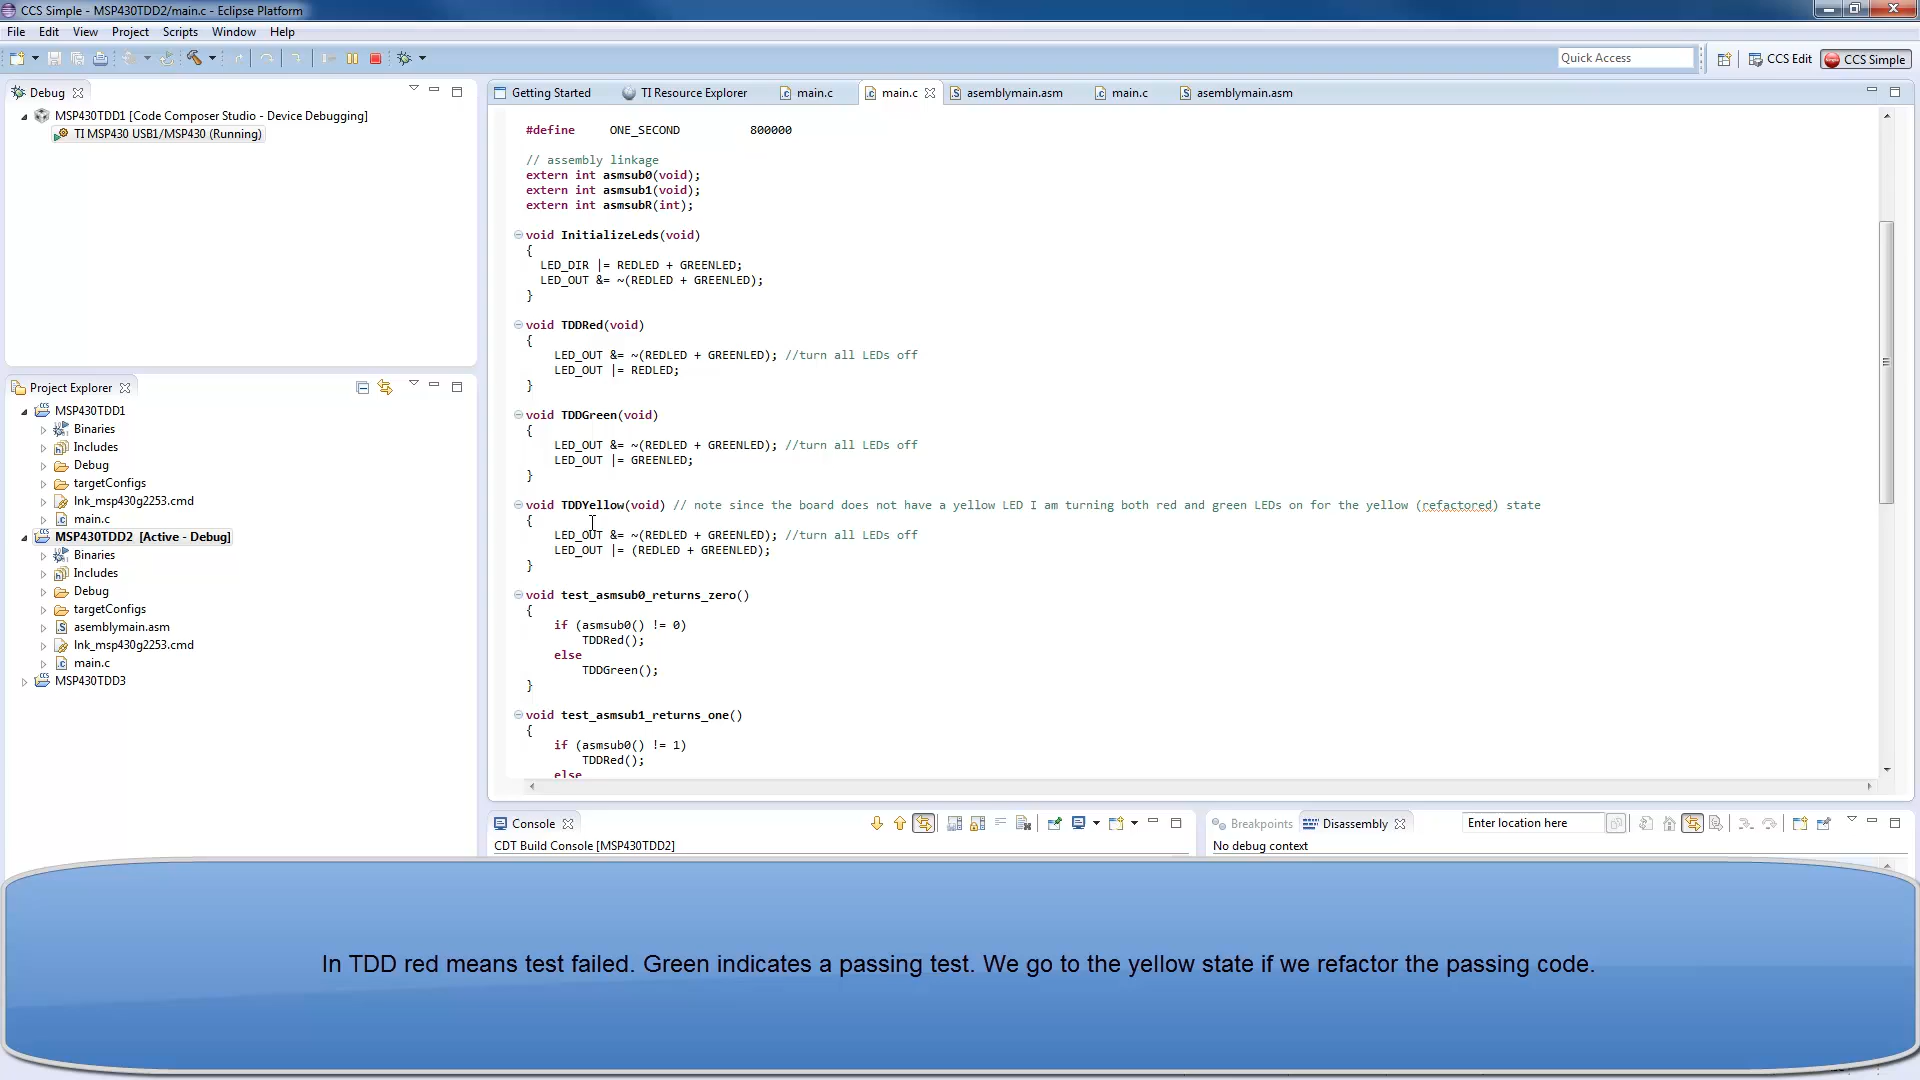 CCS Simple - MSP430TDD2/main.c - Eclipse Platform
File Edit View Project Scripts Window Help
Quick Access
CCS Edit
CCS Simple
Debug
MSP430TDD1 [Code Composer Studio - Device Debugging]
TI MSP430 USB1/MSP430 (Running)
Project Explorer
MSP430TDD1
Binaries
Includes
Debug
targetConfigs
lnk_msp430g2253.cmd
main.c
MSP430TDD2 [Active - Debug]
Binaries
Includes
Debug
targetConfigs
asemblymain.asm
lnk_msp430g2253.cmd
main.c
MSP430TDD3
Getting Started TI Resource Explorer main.c main.c asemblymain.asm main.c asemblymain.asm
#define ONE_SECOND 800000
// assembly linkage
extern int asmsub0(void);
extern int asmsub1(void);
extern int asmsubR(int);
void InitializeLeds(void)
{
LED_DIR |= REDLED + GREENLED;
LED_OUT &= ~(REDLED + GREENLED);
}
void TDDRed(void)
{
LED_OUT &= ~(REDLED + GREENLED); //turn all LEDs off
LED_OUT |= REDLED;
}
void TDDGreen(void)
{
LED_OUT &= ~(REDLED + GREENLED); //turn all LEDs off
LED_OUT |= GREENLED;
}
void TDDYellow(void) // note since the board does not have a yellow LED I am turning both red and green LEDs on for the yellow (refactored) state
{
LED_OUT &= ~(REDLED + GREENLED); //turn all LEDs off
LED_OUT |= (REDLED + GREENLED);
}
void test_asmsub0_returns_zero()
{
if (asmsub0() != 0)
TDDRed();
else
TDDGreen();
}
void test_asmsub1_returns_one()
{
if (asmsub0() != 1)
TDDRed();
else
Console
CDT Build Console [MSP430TDD2]
Breakpoints Disassembly Enter location here
No debug context
In TDD red means test failed. Green indicates a passing test. We go to the yellow state if we refactor the passing code.